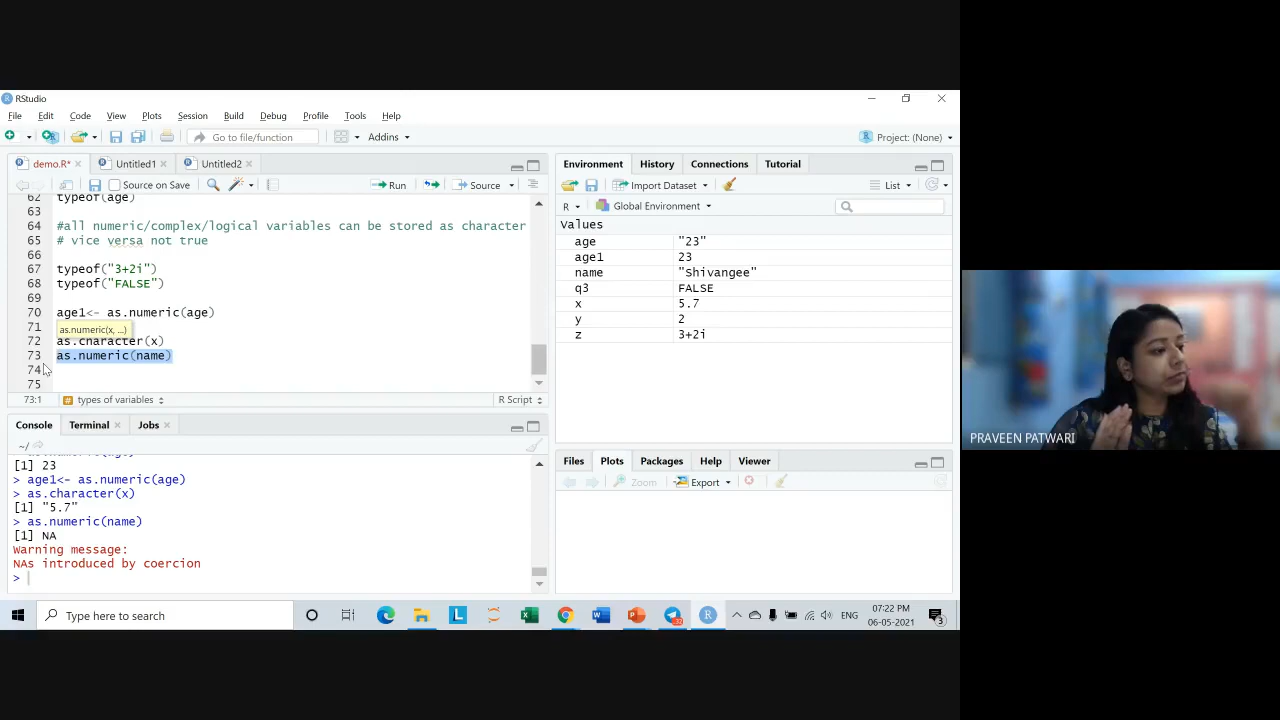 RStudio
File Edit Code View Plots Session Build Debug Profile Tools Help
Go to file/function Addins Project: (None)
demo.R* Untitled1 Untitled2
Source on Save Run Source
62 typeof(age)
63
64 #all numeric/complex/logical variables can be stored as character
65 # vice versa not true
66
67 typeof("3+2i")
68 typeof("FALSE")
69
70 age1<- as.numeric(age)
71 as.numeric(x, ...)
72 as.character(x)
73 as.numeric(name)
74
75
73:1 # types of variables R Script
Console Terminal Jobs
~/
[1] 23
> age1<- as.numeric(age)
> as.character(x)
[1] "5.7"
> as.numeric(name)
[1] NA
Warning message:
NAs introduced by coercion
>
Environment History Connections Tutorial
Import Dataset List
R Global Environment
Values
age "23"
age1 23
name "Shivangee"
q3 FALSE
x 5.7
y 2
z 3+2i
Files Plots Packages Help Viewer
Zoom Export
PRAVEEN PATWARI
Type here to search
ENG
07:22 PM
06-05-2021
3